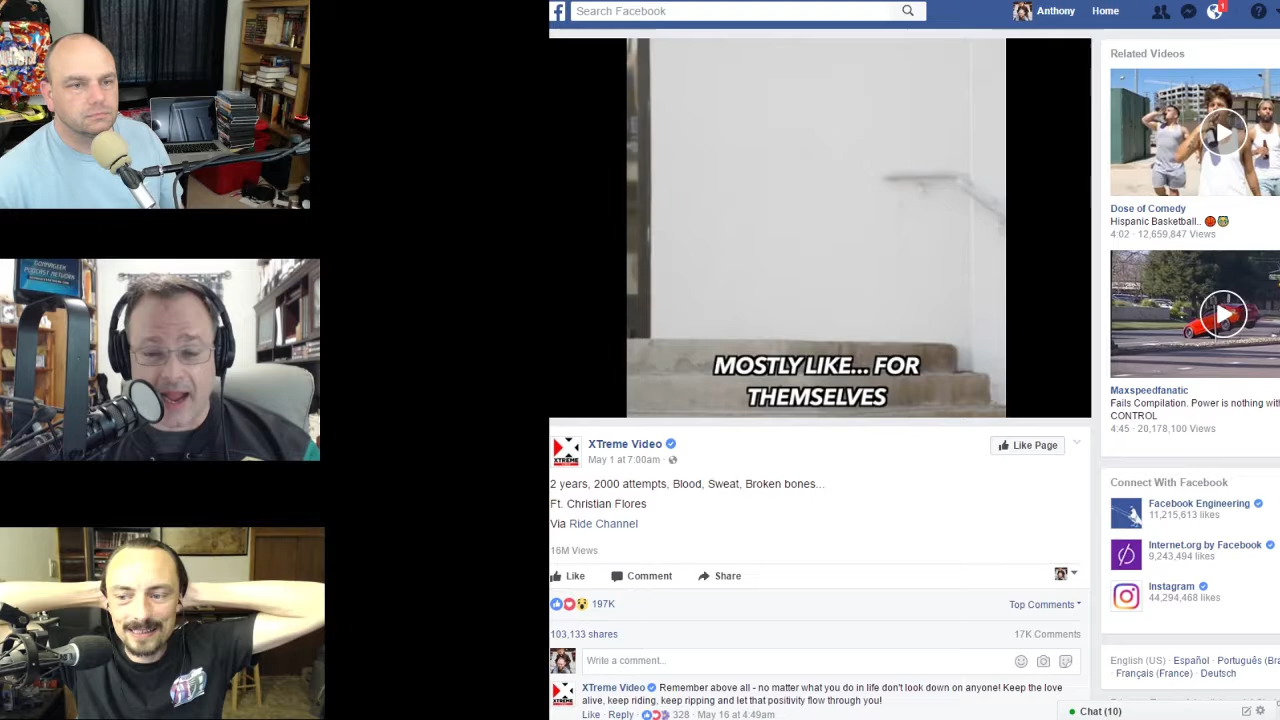 GONNAGEEK
PODCAST NETWORK
Search Facebook
Anthony
Home
1
MOSTLY LIKE... FOR
THEMSELVES
XTreme Video
May 1 at 7:00am
Like Page
XTREME
2 years, 2000 attempts, Blood, Sweat, Broken bones...
Ft. Christian Flores
Via Ride Channel
16M Views
Like
Comment
Share
197K
Top Comments
103,133 shares
17K Comments
Write a comment...
XTreme Video Remember above all - no matter what you do in life don't look down on anyone! Keep the love
alive, keep riding, keep ripping and let that positivity flow through you!
Like · Reply · 328 · May 16 at 4:49am
Related Videos
Dose of Comedy
Hispanic Basketball..
4:02 · 12,659,847 Views
Maxspeedfanatic
Fails Compilation. Power is nothing with
CONTROL
4:45 · 20,178,100 Views
Connect With Facebook
Facebook Engineering
11,215,613 likes
Internet.org by Facebook
9,243,494 likes
Instagram
44,294,468 likes
English (US) · Español · Português (Bra
Français (France) · Deutsch
Chat (10)